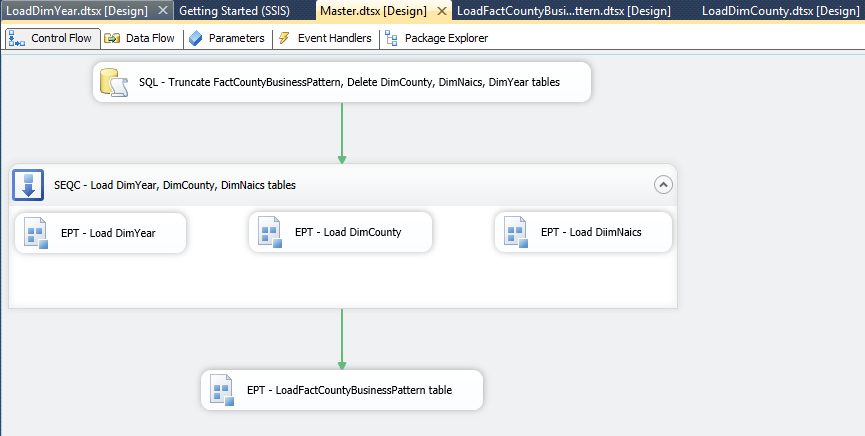 LoadDimYear.dtsx [Design] Getting Started (SSIS) Master.dtsx [Design] LoadFactCountyBusi...ttern.dtsx [Design] LoadDimCounty.dtsx [Design]
Control Flow Data Flow Parameters Event Handlers Package Explorer
SQL - Truncate FactCountyBusinessPattern, Delete DimCounty, DimNaics, DimYear tables
SEQC - Load DimYear, DimCounty, DimNaics tables
EPT - Load DimYear EPT - Load DimCounty EPT - Load DiimNaics
EPT - LoadFactCountyBusinessPattern table